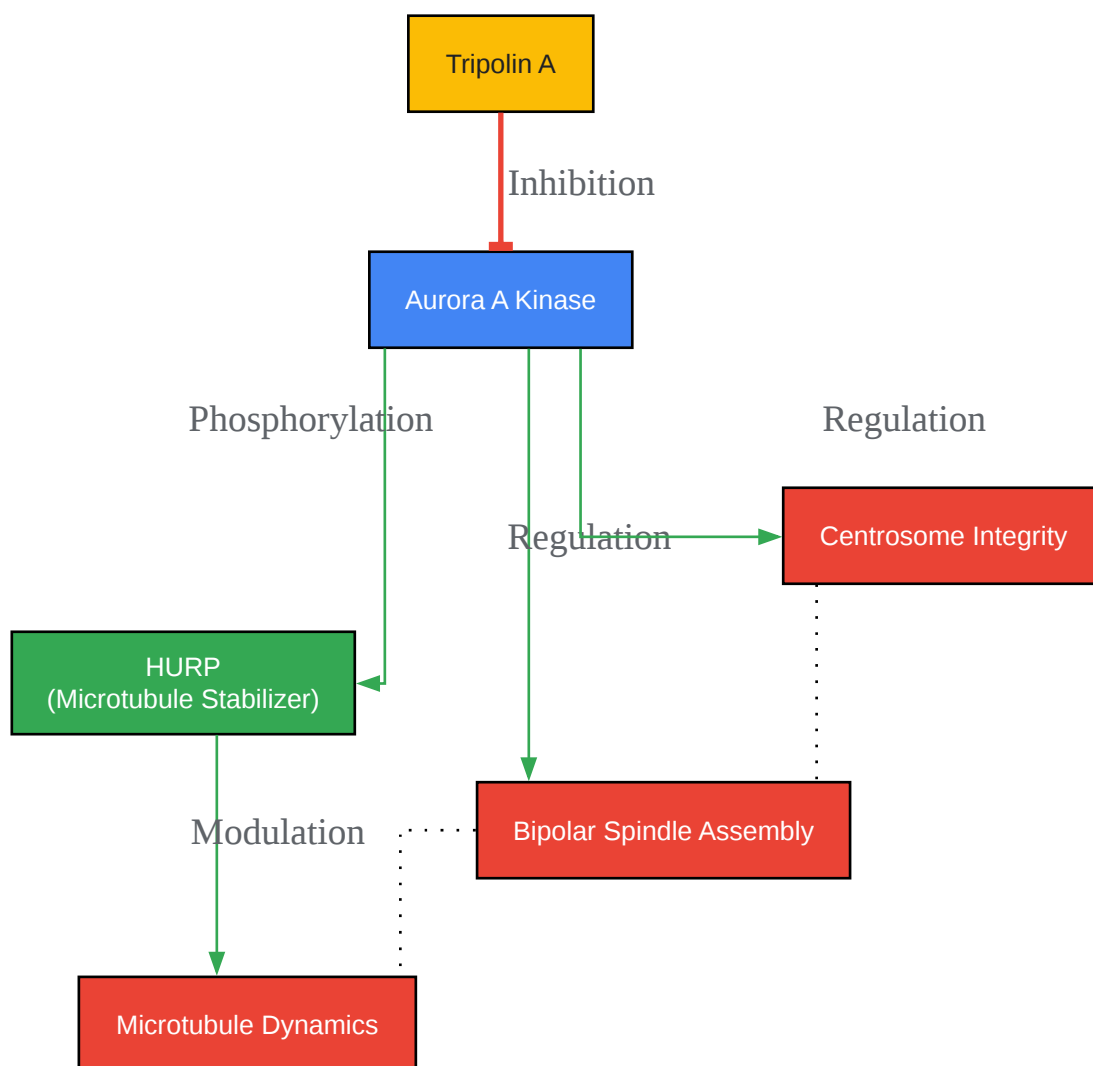 Tripolin A
Inhibition
Aurora A Kinase
Phosphorylation
Regulation
Regulation
Centrosome Integrity
HURP
(Microtubule Stabilizer)
Modulation
Bipolar Spindle Assembly
Microtubule Dynamics